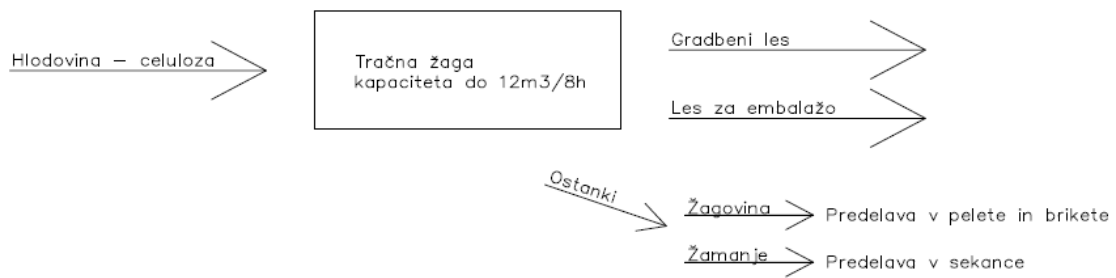 Hlodovina – celuloza
Tračna žaga
kapaciteta do 12m3/8h
Gradbeni les
Les za embalažo
Ostanki
Žagovina
Predelava v pelete in brikete
Žamanje
Predelava v sekance